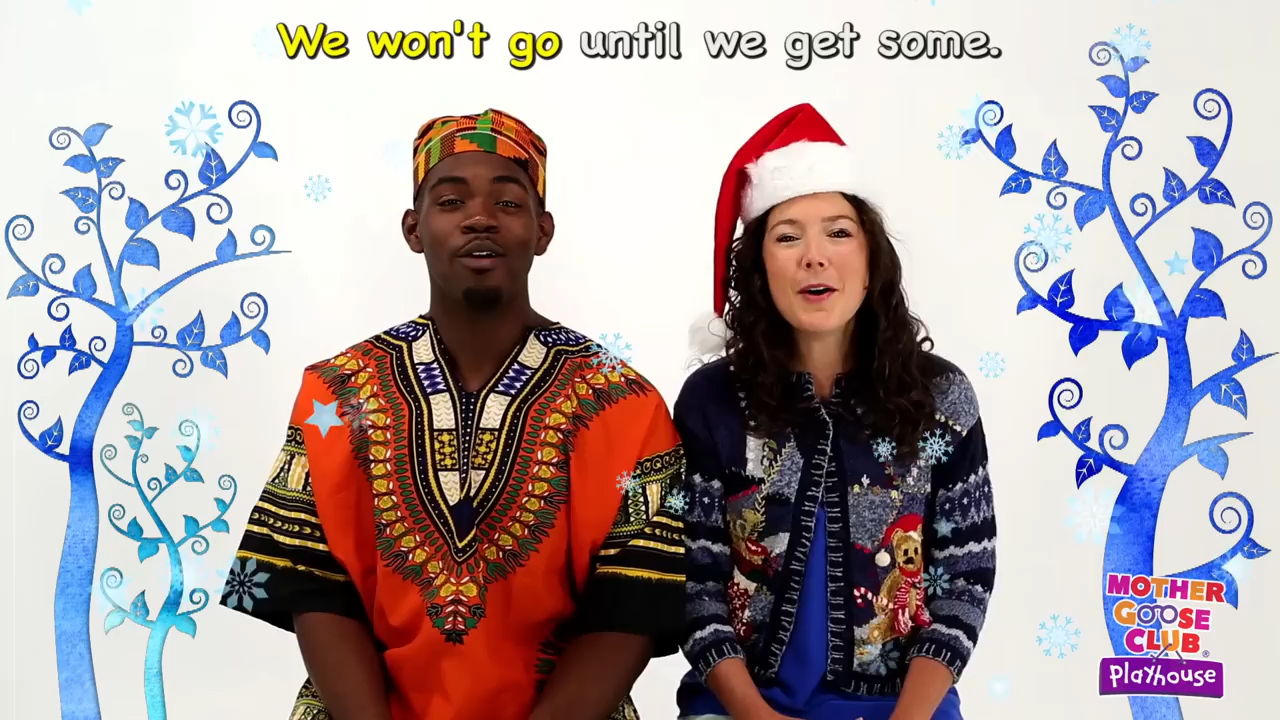 We won't go until we get some.
MOTHER
GOOSE
CLUB®
Playhouse